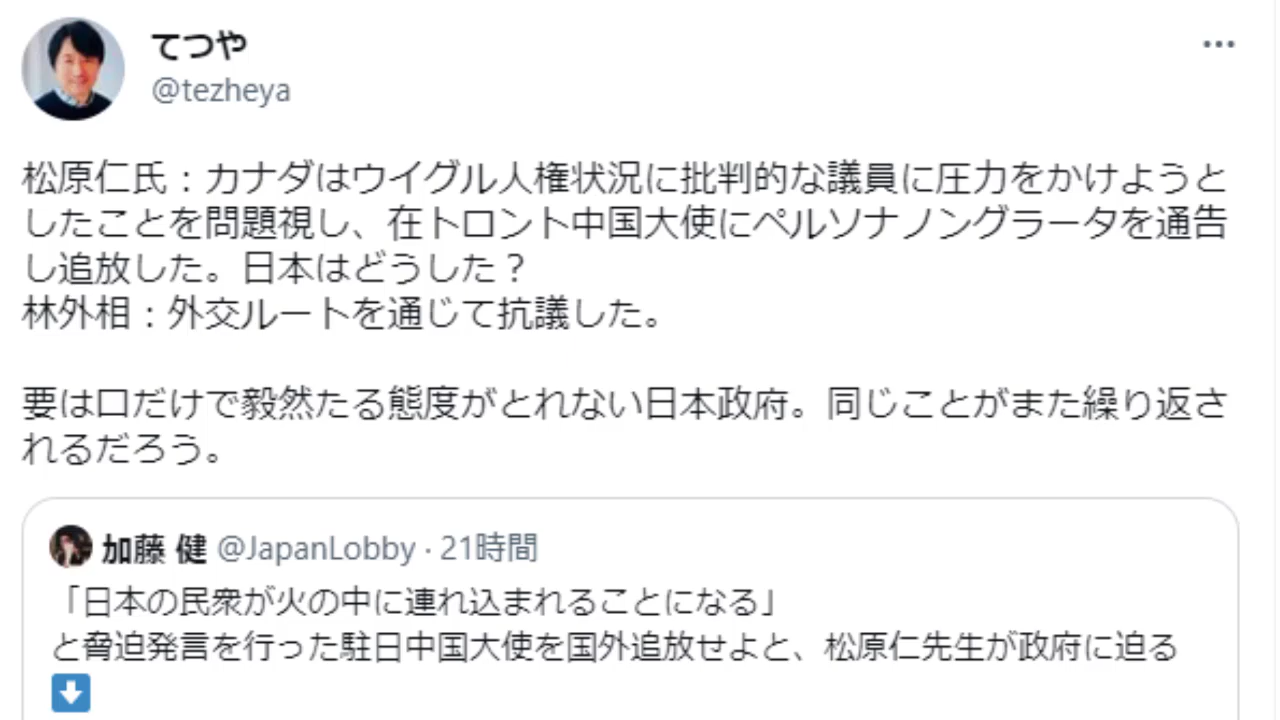 てつや
@tezheya
松原仁氏：カナダはウイグル人権状況に批判的な議員に圧力をかけようと
したことを問題視し、在トロント中国大使にペルソナノングラータを通告
し追放した。日本はどうした？
林外相：外交ルートを通じて抗議した。
要は口だけで毅然たる態度がとれない日本政府。同じことがまた繰り返さ
れるだろう。
加藤 健 @JapanLobby · 21時間
「日本の民衆が火の中に連れ込まれることになる」
と脅迫発言を行った駐日中国大使を国外追放せよと、松原仁先生が政府に迫る